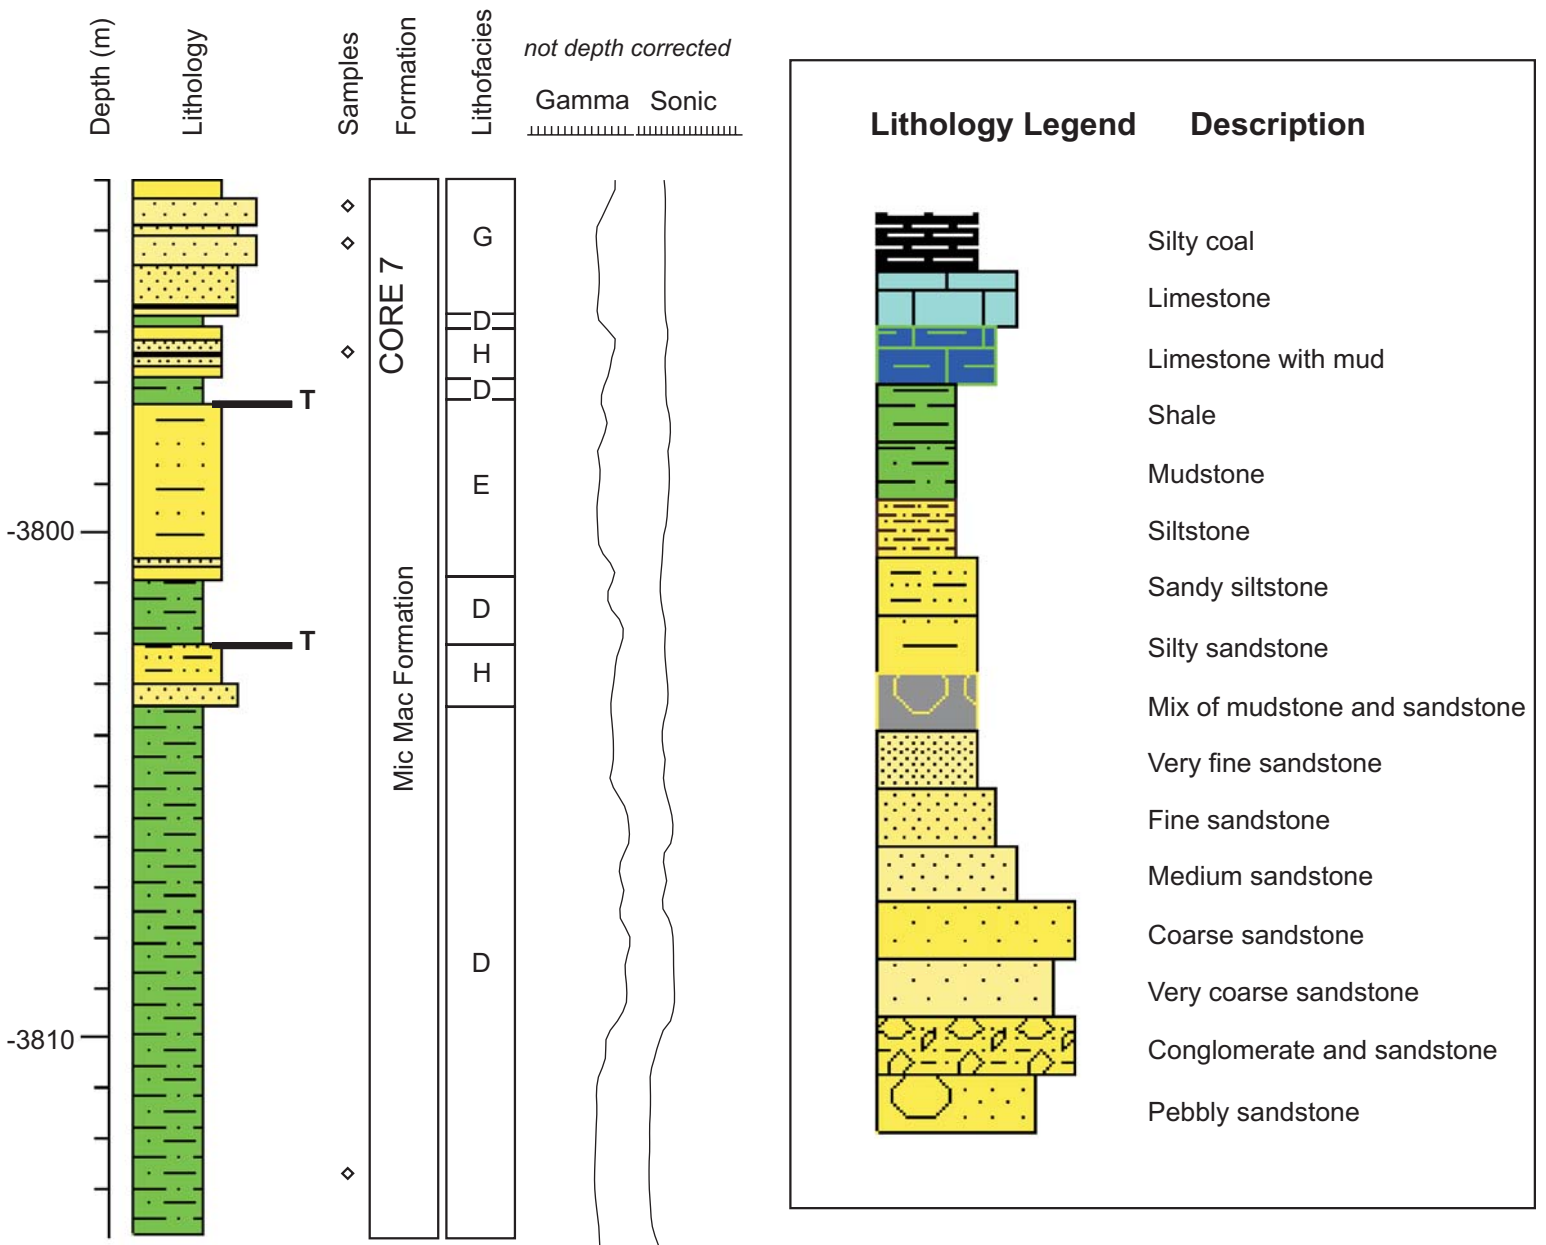 Depth (m)
Lithology
Samples
Formation
Lithofacies
not depth corrected
Gamma Sonic
CORE 7
Mic Mac Formation
G
D
H
D
T
E
-3800
D
T
H
D
-3810
Lithology Legend Description
Silty coal
Limestone
Limestone with mud
Shale
Mudstone
Siltstone
Sandy siltstone
Silty sandstone
Mix of mudstone and sandstone
Very fine sandstone
Fine sandstone
Medium sandstone
Coarse sandstone
Very coarse sandstone
Conglomerate and sandstone
Pebbly sandstone